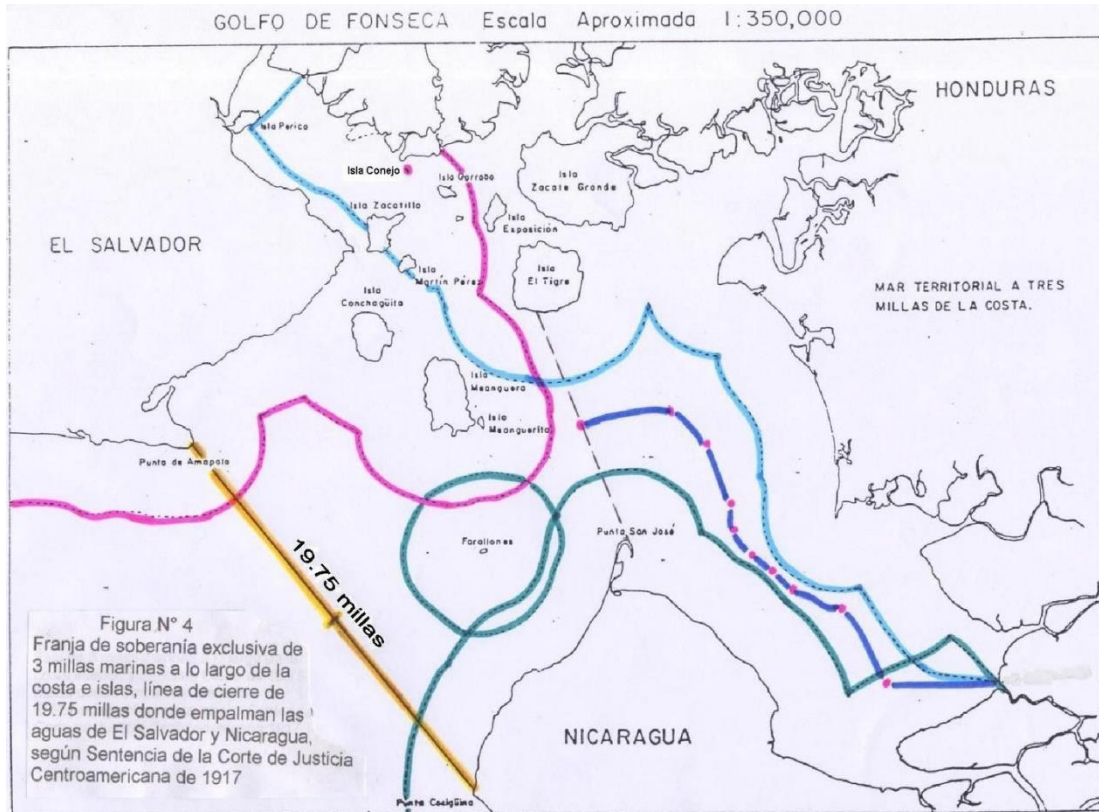 GOLFO DE FONSECA Escala Aproximada 1:350,000
HONDURAS
Isla Perico
Isla Conejo
Isla Garrobo
Isla
Zacate Grande
Isla Zacatillo
Isla
Exposición
EL SALVADOR
Isla
Martín Pérez
Isla
El Tigre
MAR TERRITORIAL A TRES
MILLAS DE LA COSTA.
Isla
Conchagüita
Isla
Meanguera
Isla
Meanguerita
Punta de Amapala
Farallones
Punta San José
19.75 millas
Figura N° 4
Franja de soberanía exclusiva de
3 millas marinas a lo largo de la
costa e islas, línea de cierre de
19.75 millas donde empalman las
aguas de El Salvador y Nicaragua,
según Sentencia de la Corte de Justicia
Centroamericana de 1917
NICARAGUA
Punta Cosigüina